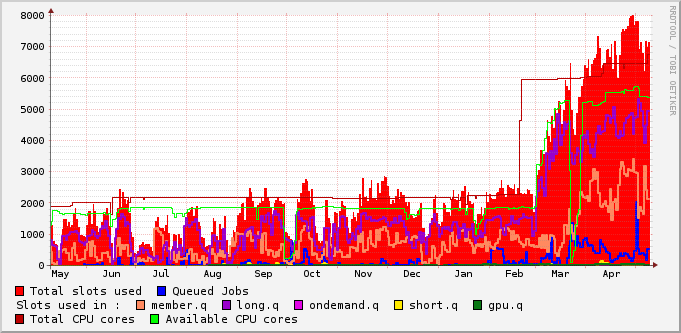 8000
7000
6000
5000
4000
3000
2000
1000
0
May Jun Jul Aug Sep Oct Nov Dec Jan Feb Mar Apr
RRDTOOL / TOBI OETIKER
Total slots used Queued Jobs
Slots used in : member.q long.q ondemand.q short.q gpu.q
Total CPU cores Available CPU cores